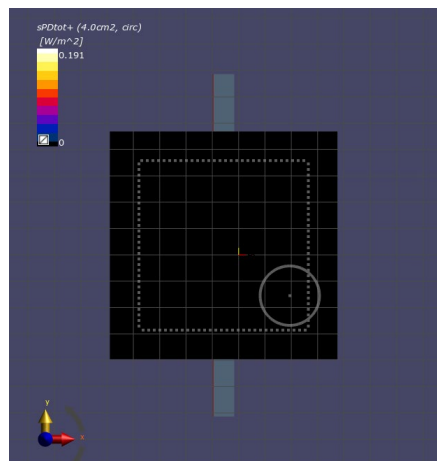 sPDtot+ (4.0cm2, circ)
[W/m^2]
0.191
0
y
x